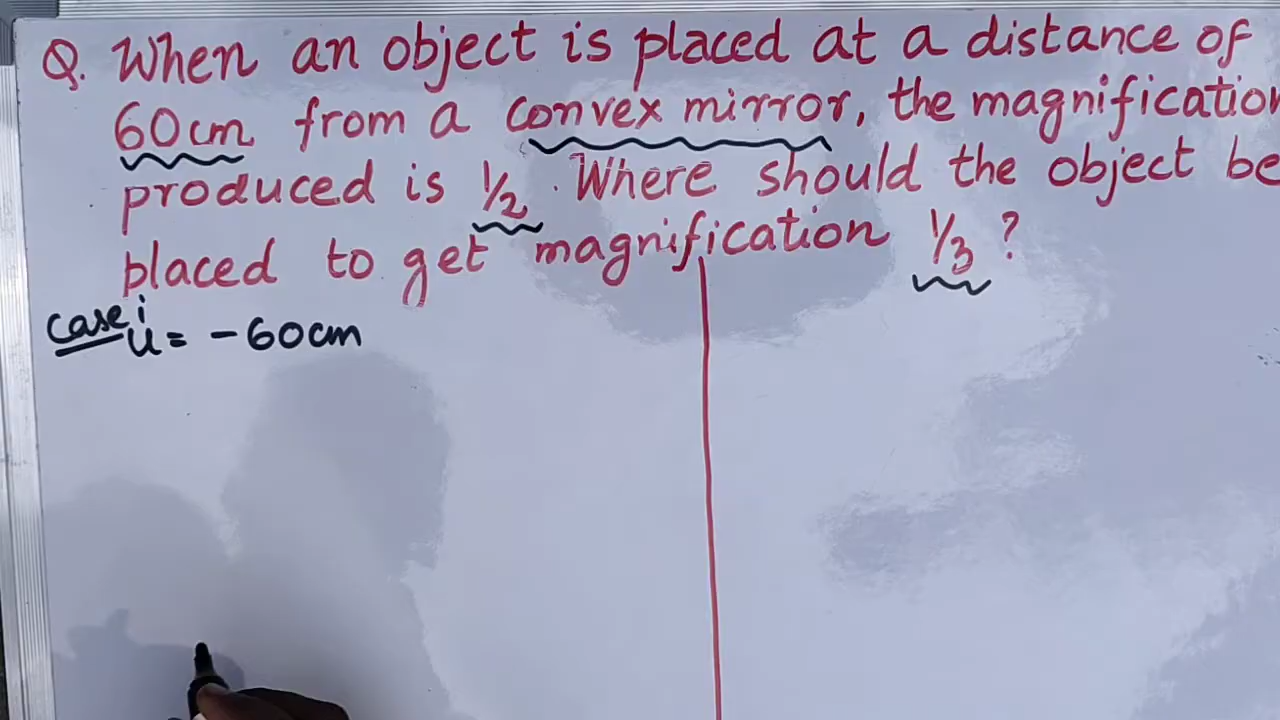 Q. When an object is placed at a distance of
60cm from a convex mirror, the magnification
produced is 1/2. Where should the object be
placed to get magnification 1/3?
case i
u = -60cm